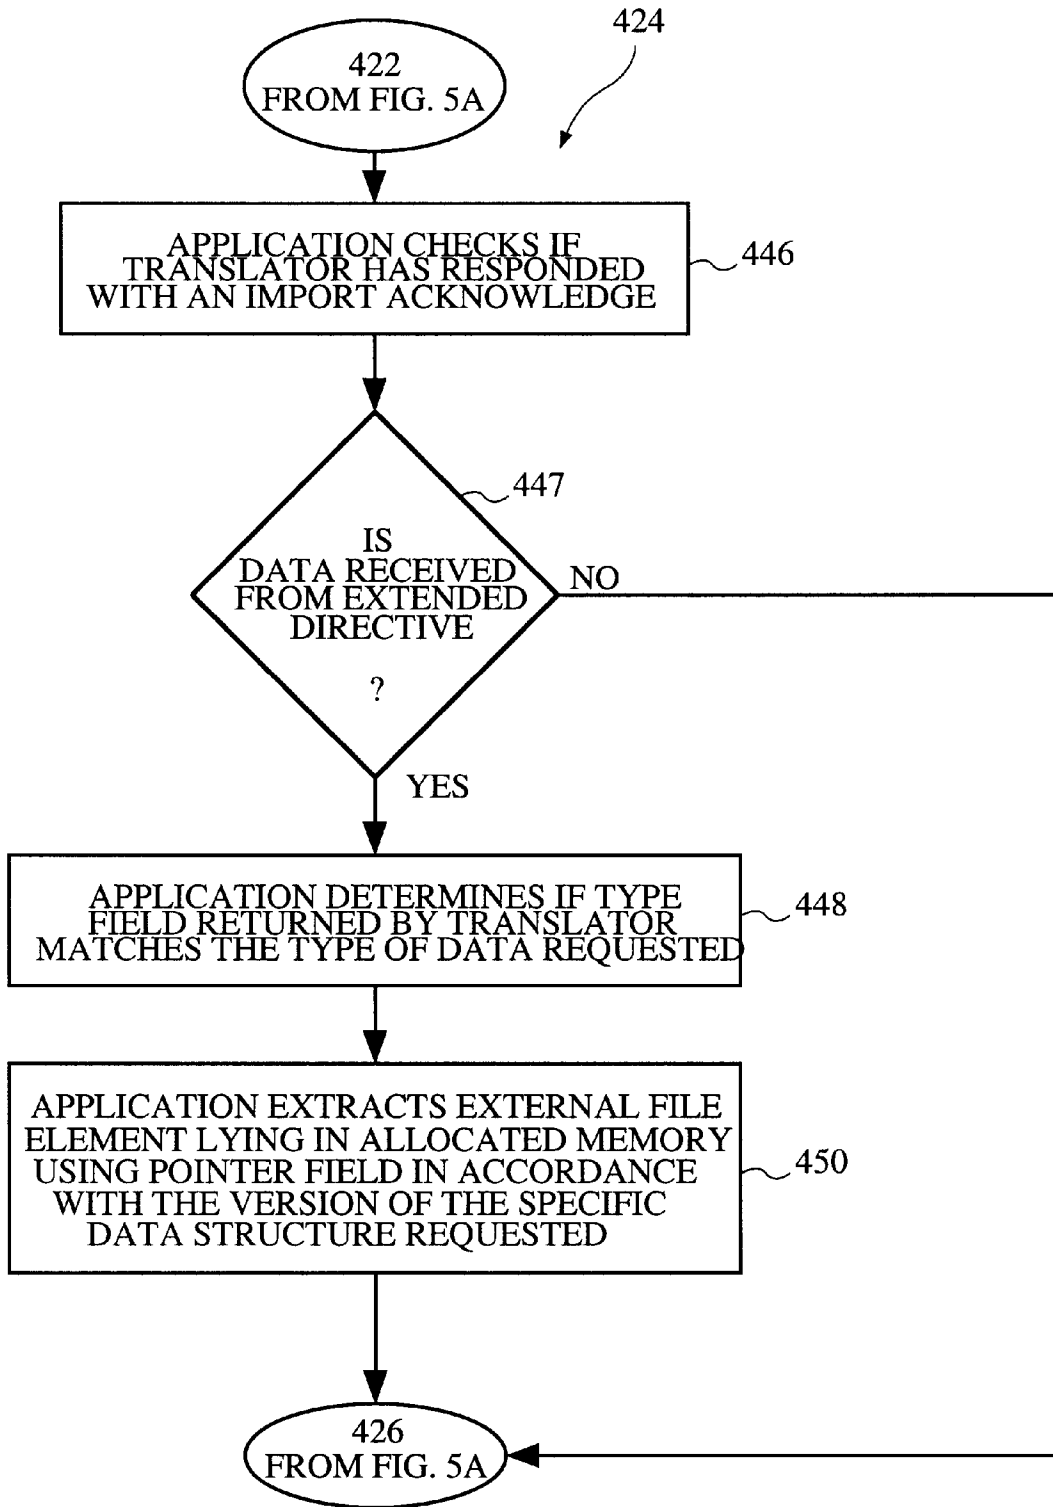 424
422
FROM FIG. 5A
APPLICATION CHECKS IF
TRANSLATOR HAS RESPONDED
WITH AN IMPORT ACKNOWLEDGE
446
447
IS
DATA RECEIVED
FROM EXTENDED
DIRECTIVE
?
NO
YES
APPLICATION DETERMINES IF TYPE
FIELD RETURNED BY TRANSLATOR
MATCHES THE TYPE OF DATA REQUESTED
448
APPLICATION EXTRACTS EXTERNAL FILE
ELEMENT LYING IN ALLOCATED MEMORY
USING POINTER FIELD IN ACCORDANCE
WITH THE VERSION OF THE SPECIFIC
DATA STRUCTURE REQUESTED
450
426
FROM FIG. 5A